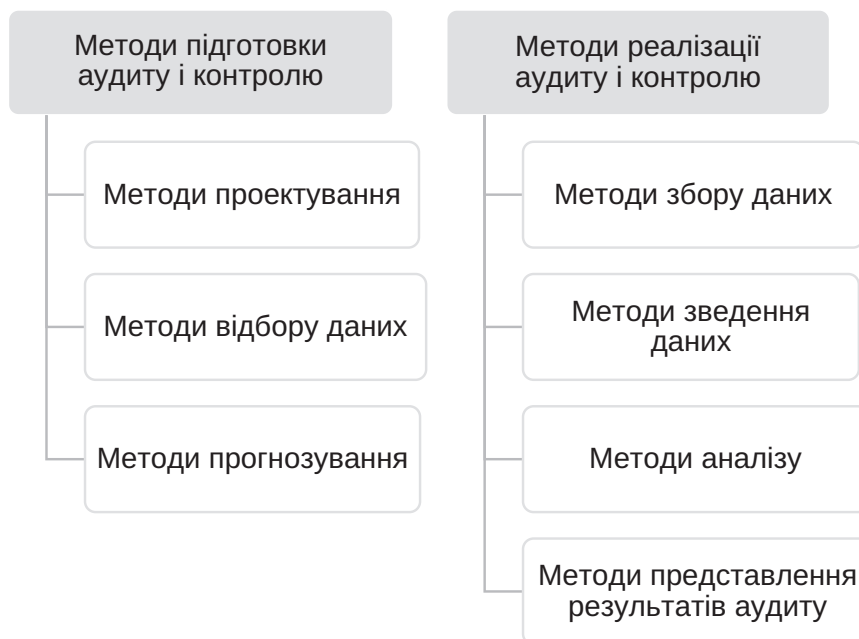 Методи підготовки
аудиту і контролю
Методи проектування
Методи відбору даних
Методи прогнозування
Методи реалізації
аудиту і контролю
Методи збору даних
Методи зведення
даних
Методи аналізу
Методи представлення
результатів аудиту